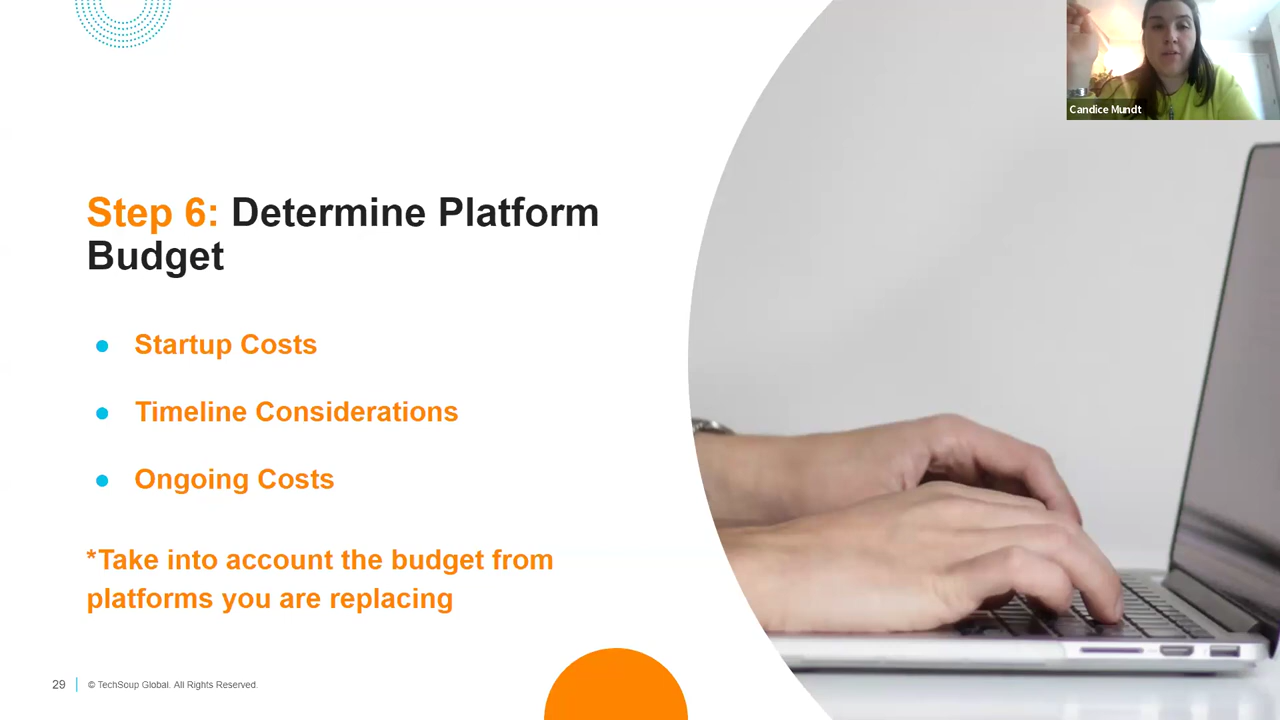 Candice Mundt
Step 6: Determine Platform
Budget
● Startup Costs
● Timeline Considerations
● Ongoing Costs
*Take into account the budget from
platforms you are replacing
29 | © TechSoup Global. All Rights Reserved.